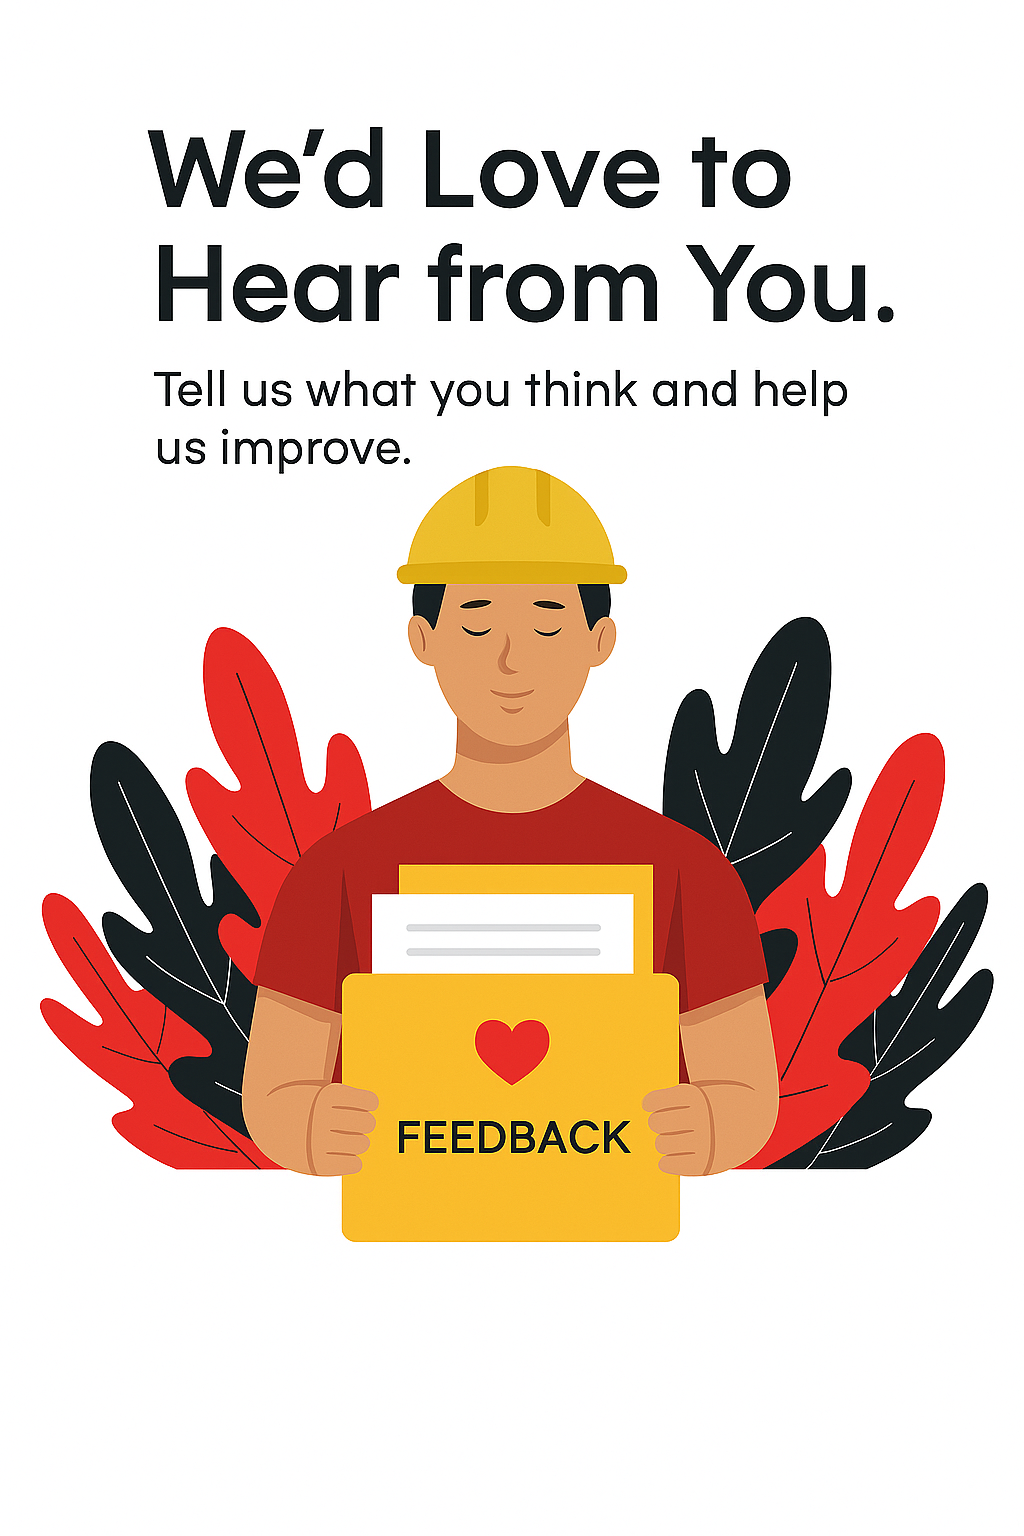 We’d Love to
Hear from You.
Tell us what you think and help
us improve.
FEEDBACK